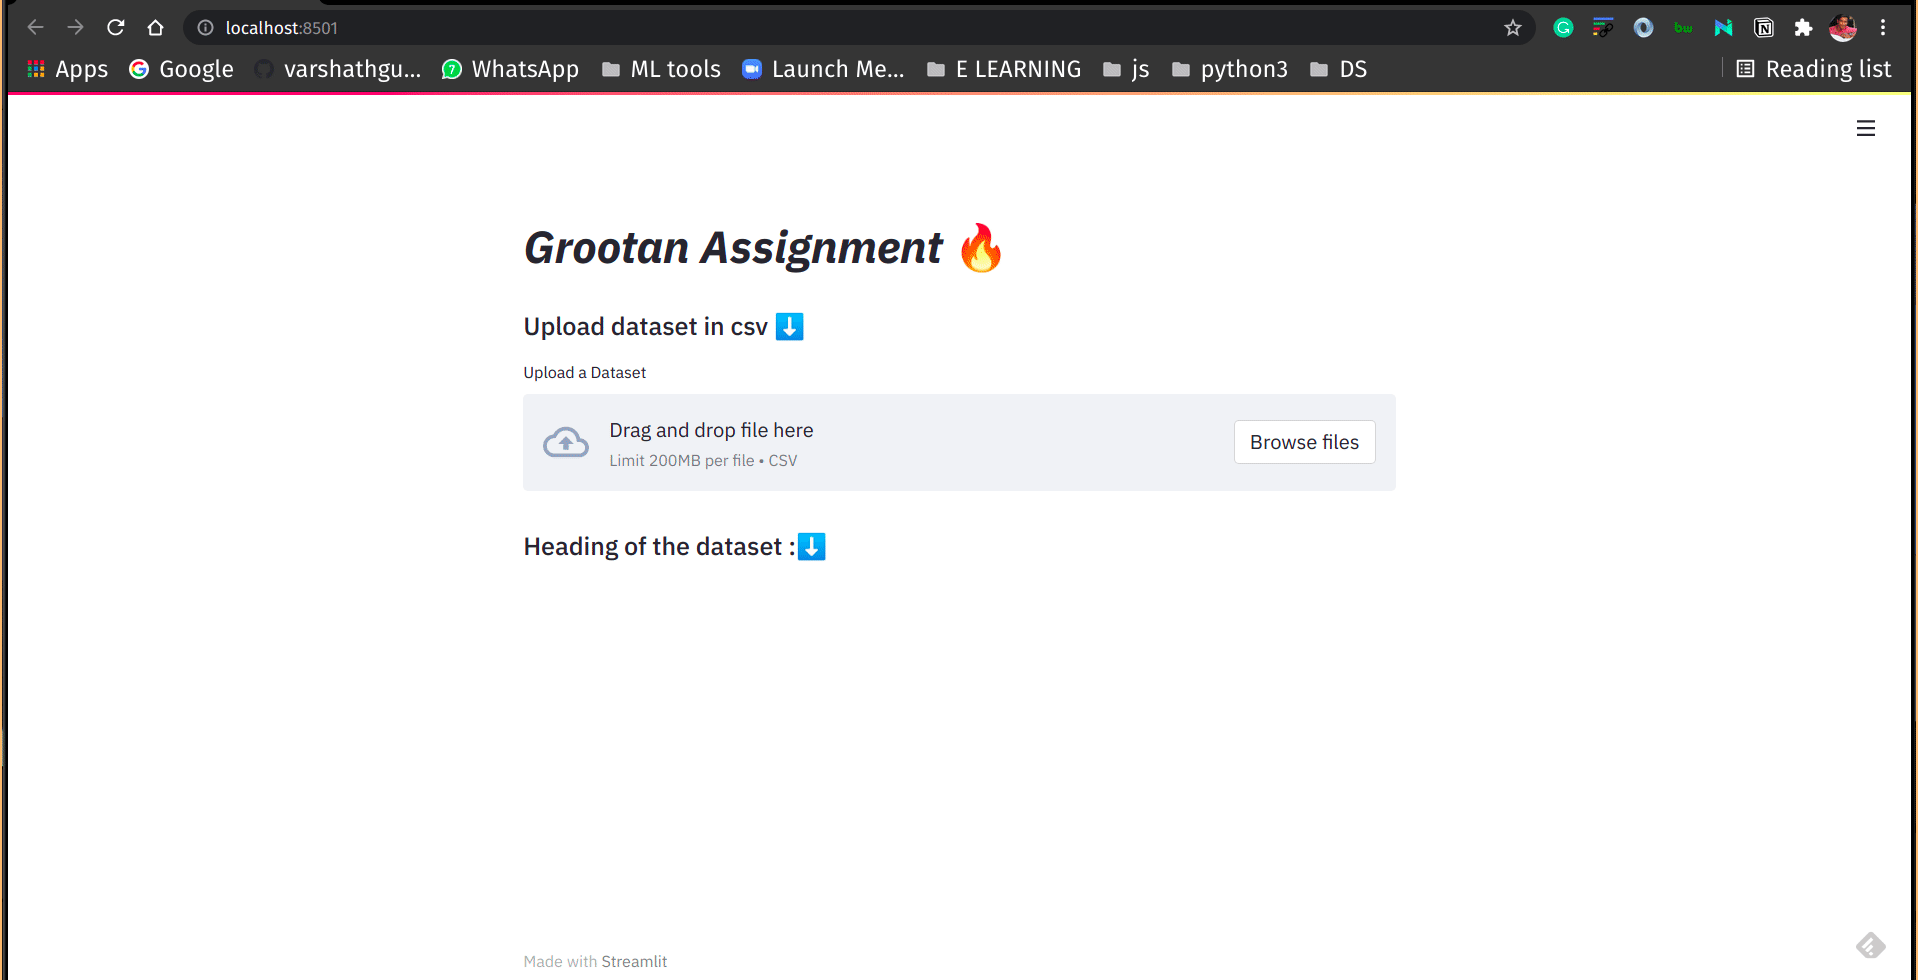 localhost:8501
Apps Google varshathgu... WhatsApp ML tools Launch Me... E LEARNING js python3 DS Reading list
Grootan Assignment 🔥
Upload dataset in csv ⬇️
Upload a Dataset
Drag and drop file here
Limit 200MB per file • CSV
Browse files
Heading of the dataset :⬇️
Made with Streamlit